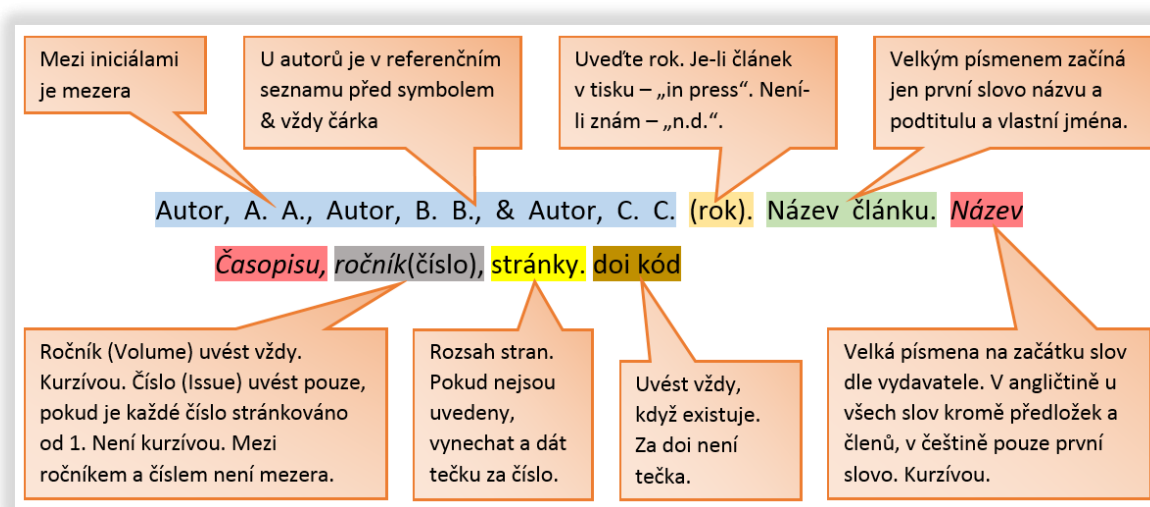 Mezi iniciálami
je mezera
U autorů je v referenčním
seznamu před symbolem
& vždy čárka
Uveďte rok. Je-li článek
v tisku – „in press“. Není-
li znám – „n.d.“.
Velkým písmenem začíná
jen první slovo názvu a
podtitulu a vlastní jména.
Autor, A. A., Autor, B. B., & Autor, C. C. (rok). Název článku. Název
Časopisu, ročník(číslo), stránky. doi kód
Ročník (Volume) uvést vždy.
Kurzívou. Číslo (Issue) uvést pouze,
pokud je každé číslo stránkováno
od 1. Není kurzívou. Mezi
ročníkem a číslem není mezera.
Rozsah stran.
Pokud nejsou
uvedeny,
vynechat a dát
tečku za číslo.
Uvést vždy,
když existuje.
Za doi není
tečka.
Velká písmena na začátku slov
dle vydavatele. V angličtině u
všech slov kromě předložek a
členů, v češtině pouze první
slovo. Kurzívou.